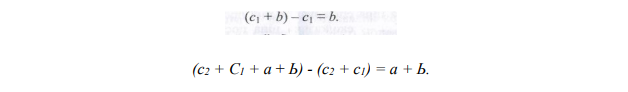 (c₁ + b) – c₁ = b.
(c₂ + C₁ + a + b) - (c₂ + c₁) = a + b.